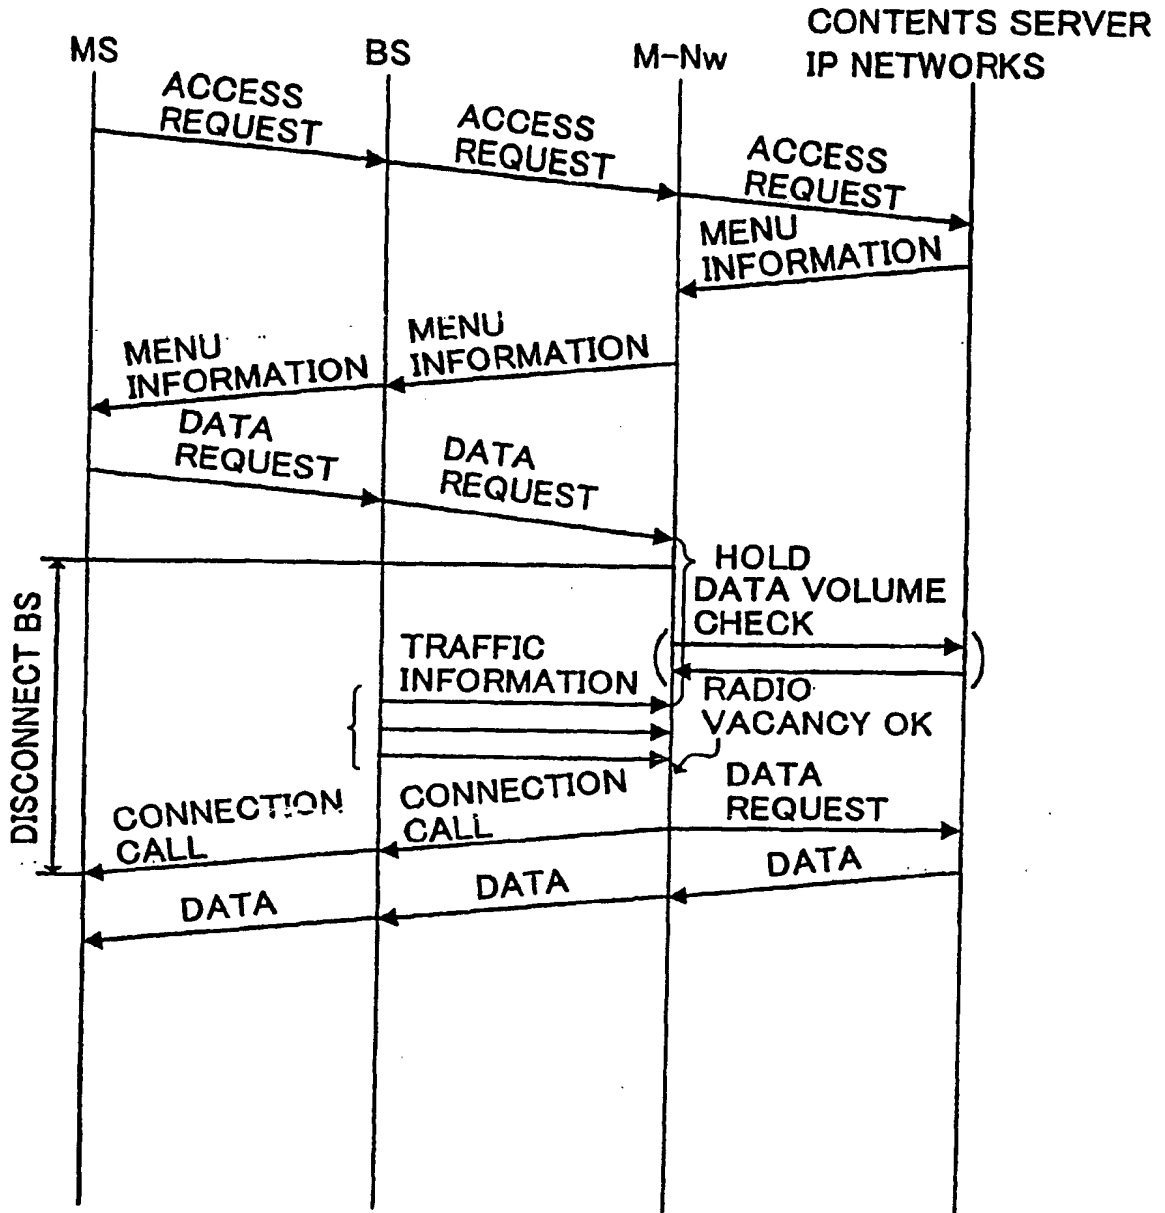 CONTENTS SERVER
MS
BS
M-Nw
IP NETWORKS
ACCESS
REQUEST
ACCESS
REQUEST
ACCESS
REQUEST
MENU
INFORMATION
MENU
INFORMATION
MENU
INFORMATION
DATA
REQUEST
DATA
REQUEST
HOLD
DATA VOLUME
CHECK
DISCONNECT BS
TRAFFIC
INFORMATION
RADIO
VACANCY OK
DATA
REQUEST
CONNECTION
CALL
CONNECTION
CALL
DATA
DATA
DATA